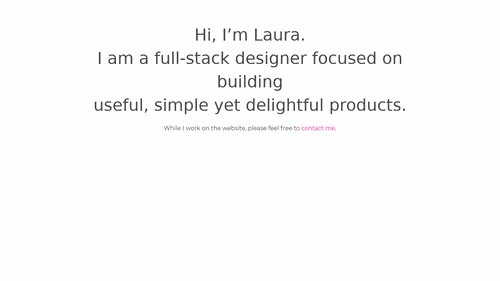 Hi, I’m Laura.
I am a full-stack designer focused on
building
useful, simple yet delightful products.
While I work on the website, please feel free to contact me.